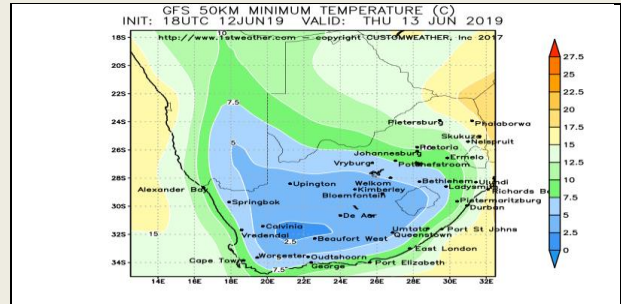 GFS 50KM MINIMUM TEMPERATURE (C)
INIT: 18UTC 12JUN19 VALID: THU 13 JUN 2019
http://www.1stweather.com copyright CUSTOMWEATHER, Inc 2017
18S
20S
22S
24S
26S
28S
30S
32S
34S
14E
16E
18E
20E
22E
24E
26E
28E
30E
32E
10
7.5
5
2.5
7.5
15
Pietersburg
Phalaborwa
Skukuza
Nelspruit
Pretoria
Johannesburg
Ermelo
Vryburg
Potchefstroom
Upington
Welkom
Kimberley
Bloemfontein
Bethlehem
Ulundi
Ladysmith
Richards Ba
Alexander Bay
Springbok
De Aar
Pietermaritzburg
Durban
Calvinia
Vredendal
Beaufort West
Umtata
Queenstown
Port St Johns
East London
Cape Town
Worsester
Oudtshoorn
George
Port Elizabeth
27.5
25
22.5
20
17.5
15
12.5
10
7.5
5
2.5
0